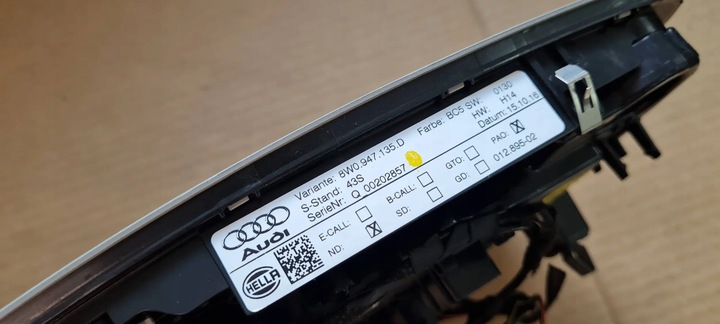 Variante: 8W0.947.135.D Farbe: BC5 SW: 0130
S-Stand: 43S HW: H14
SerieNr: Q 00202857 Datum: 15.10.16
E-CALL: B-CALL: GTO: PAO: X
ND: X SD: GD: 012.895-02
Audi
HELLA